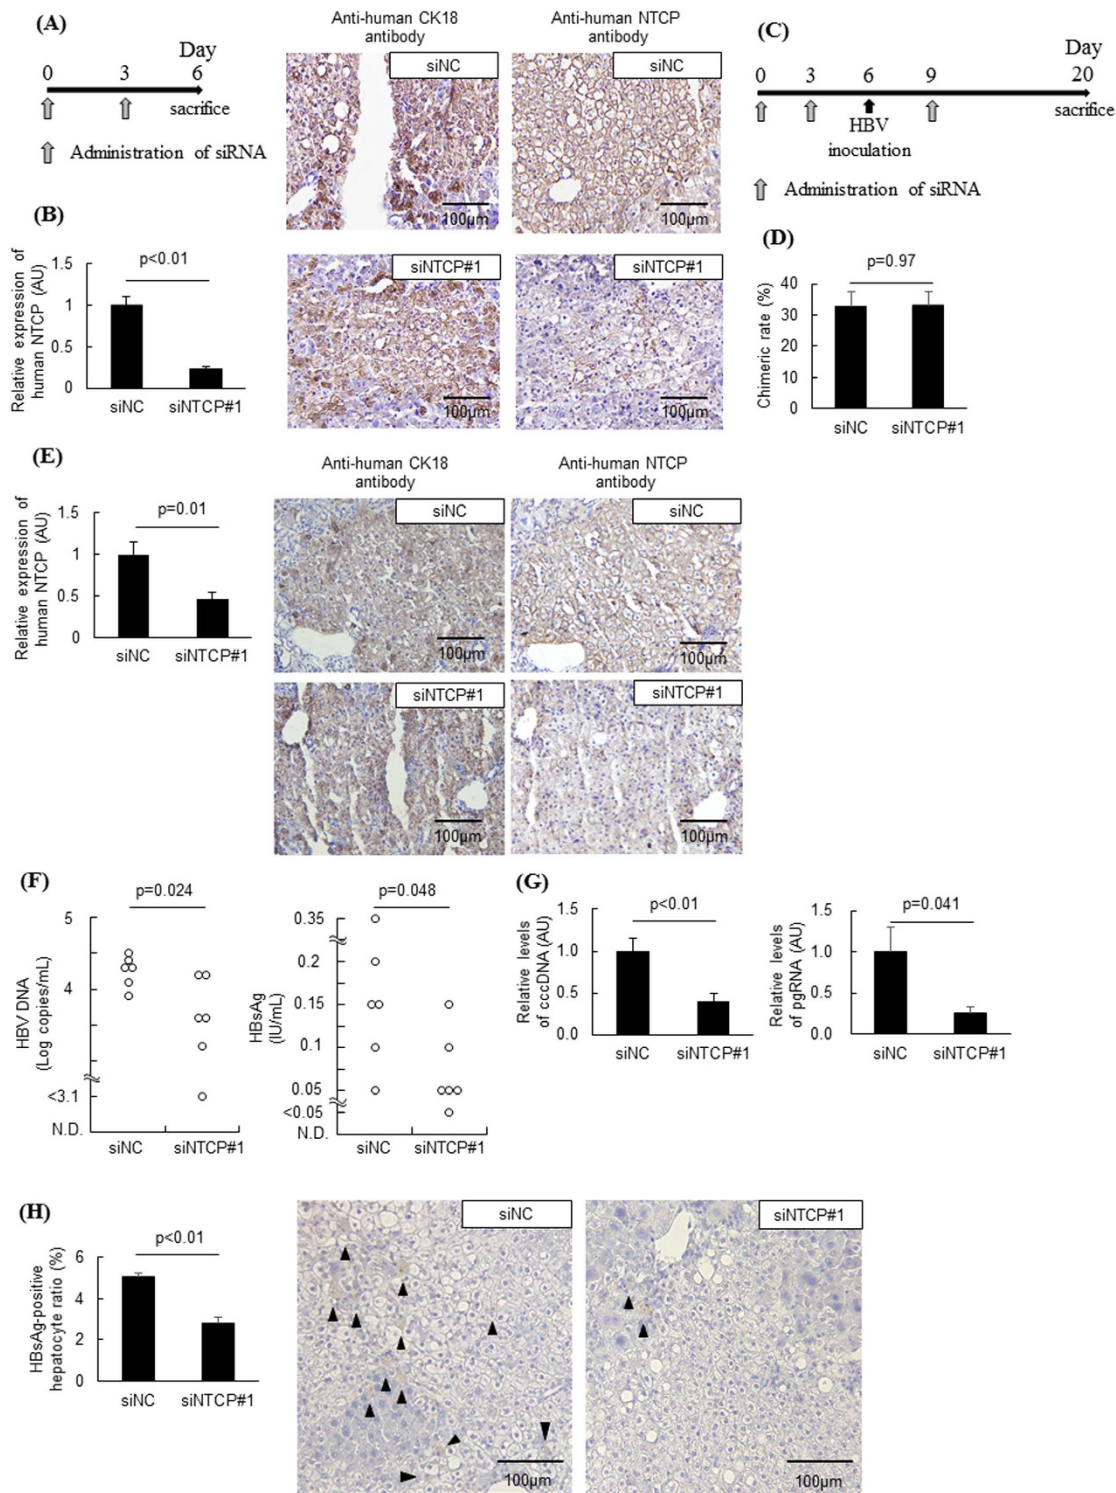 (A)
Day
0 3 6
sacrifice
Administration of siRNA
Anti-human CK18
antibody
Anti-human NTCP
antibody
siNC
100μm
siNC
100μm
siNTCP#1
100μm
siNTCP#1
100μm
(B)
Relative expression of
human NTCP (AU)
p<0.01
1.5
1
0.5
0
siNC siNTCP#1
(C)
Day
0 3 6 9 20
HBV
inoculation
sacrifice
Administration of siRNA
(D)
Chimeric rate (%)
p=0.97
40
30
20
10
0
siNC siNTCP#1
(E)
Relative expression of
human NTCP (AU)
p=0.01
1.5
1
0.5
0
siNC siNTCP#1
Anti-human CK18
antibody
Anti-human NTCP
antibody
siNC
100μm
siNC
100μm
siNTCP#1
100μm
siNTCP#1
100μm
(F)
HBV DNA
(Log copies/mL)
p=0.024
5
4
<3.1
N.D.
siNC siNTCP#1
HBsAg
(IU/mL)
p=0.048
0.35
0.2
0.15
0.1
0.05
<0.05
N.D.
siNC siNTCP#1
(G)
Relative levels
of cccDNA (AU)
p<0.01
1.5
1.0
0.5
0.0
siNC siNTCP#1
Relative levels
of pgRNA (AU)
p=0.041
1.5
1.0
0.5
0.0
siNC siNTCP#1
(H)
HBsAg-positive
hepatocyte ratio (%)
p<0.01
6
4
2
0
siNC siNTCP#1
siNC
100μm
siNTCP#1
100μm